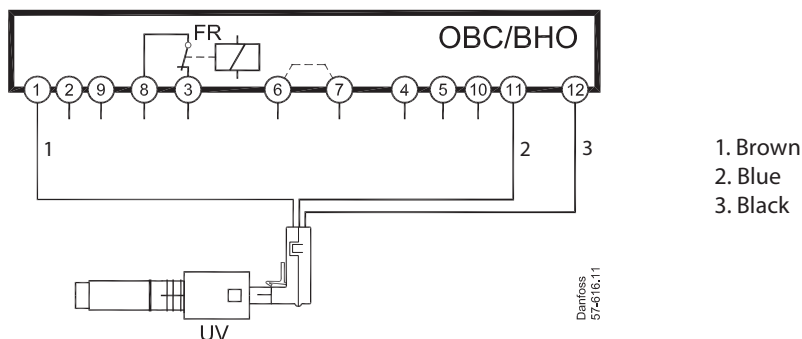 FR
OBC/BHO
1 2 9 8 3 6 7 4 5 10 11 12
1 2 3
1. Brown
2. Blue
3. Black
UV
Danfoss
57-616.11